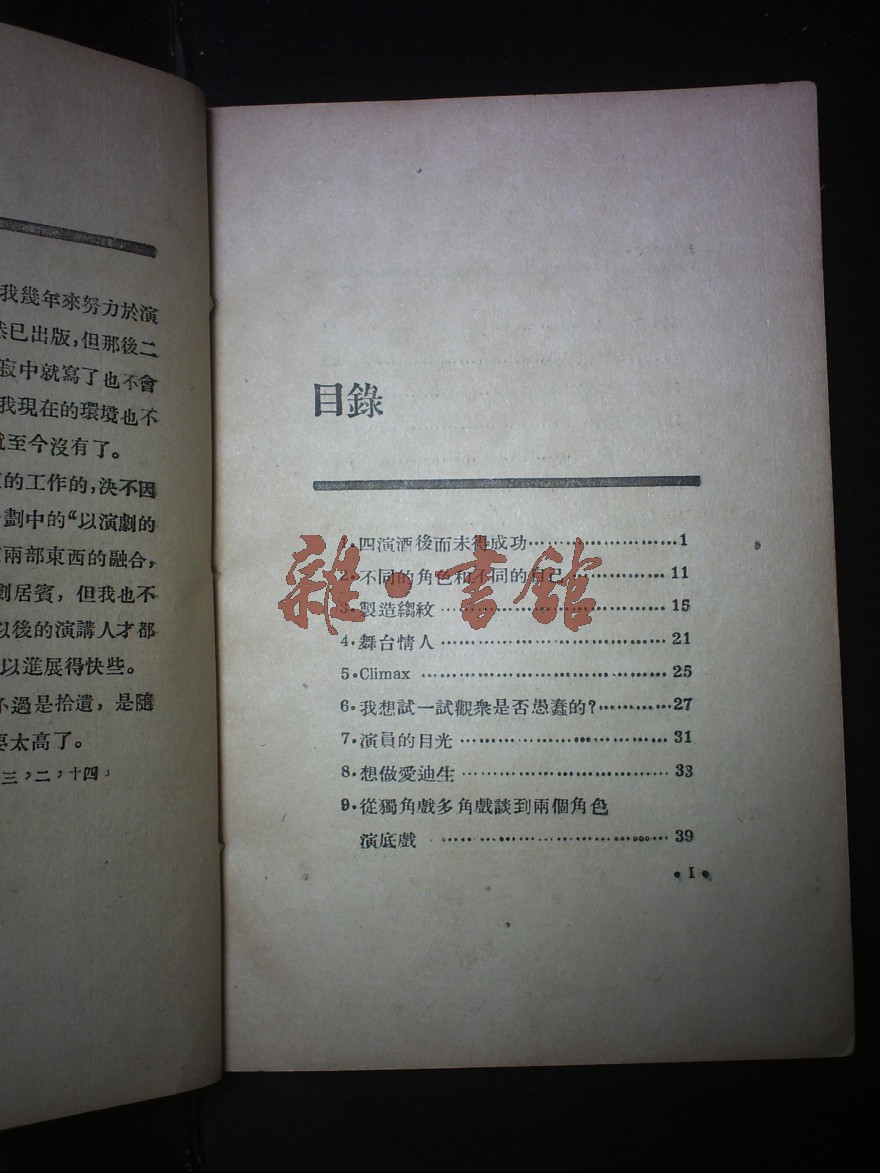 我幾年來努力於演
已出版，但那後二
寂中就寫了也不會
我現在的環境也不
就至今沒有了。
的工作的，決不因
劃中的“以演劇的
兩部東西的融合，
劇居賓，但我也不
以後的演講人才都
以進展得快些。
不過是拾遺，是隨
要太高了。
三，二，十四）
目錄
1.四演酒後而未得成功……………………1
2.不同的角色和不同的自己……………11
3.製造縐紋………………………………15
4.舞台情人………………………………21
5.Climax…………………………………25
6.我想試一試觀衆是否愚蠢的?…………27
7.演員的目光……………………………31
8.想做愛迪生……………………………33
9.從獨角戲多角戲談到兩個角色
演底戲……………………………………39
•I•
雜·書館